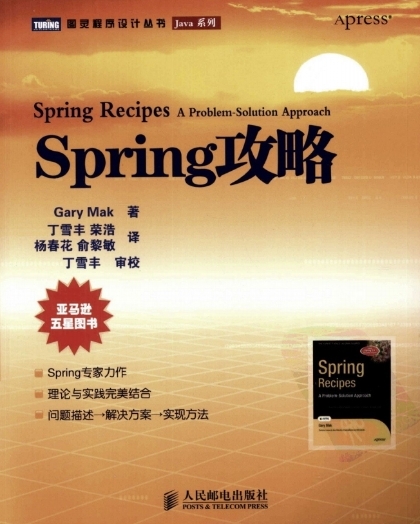 TURING 图灵程序设计丛书 Java 系列
Apress®
Spring Recipes A Problem-Solution Approach
Spring攻略
Gary Mak 著
丁雪丰 荣浩
杨春花 俞黎敏 译
丁雪丰 审校
亚马逊
五星图书
Spring专家力作
理论与实践完美结合
问题描述→解决方案→实现方法
Spring
Recipes
A Problem-Solution Approach
Gary Mak
人民邮电出版社
POSTS & TELECOM PRESS